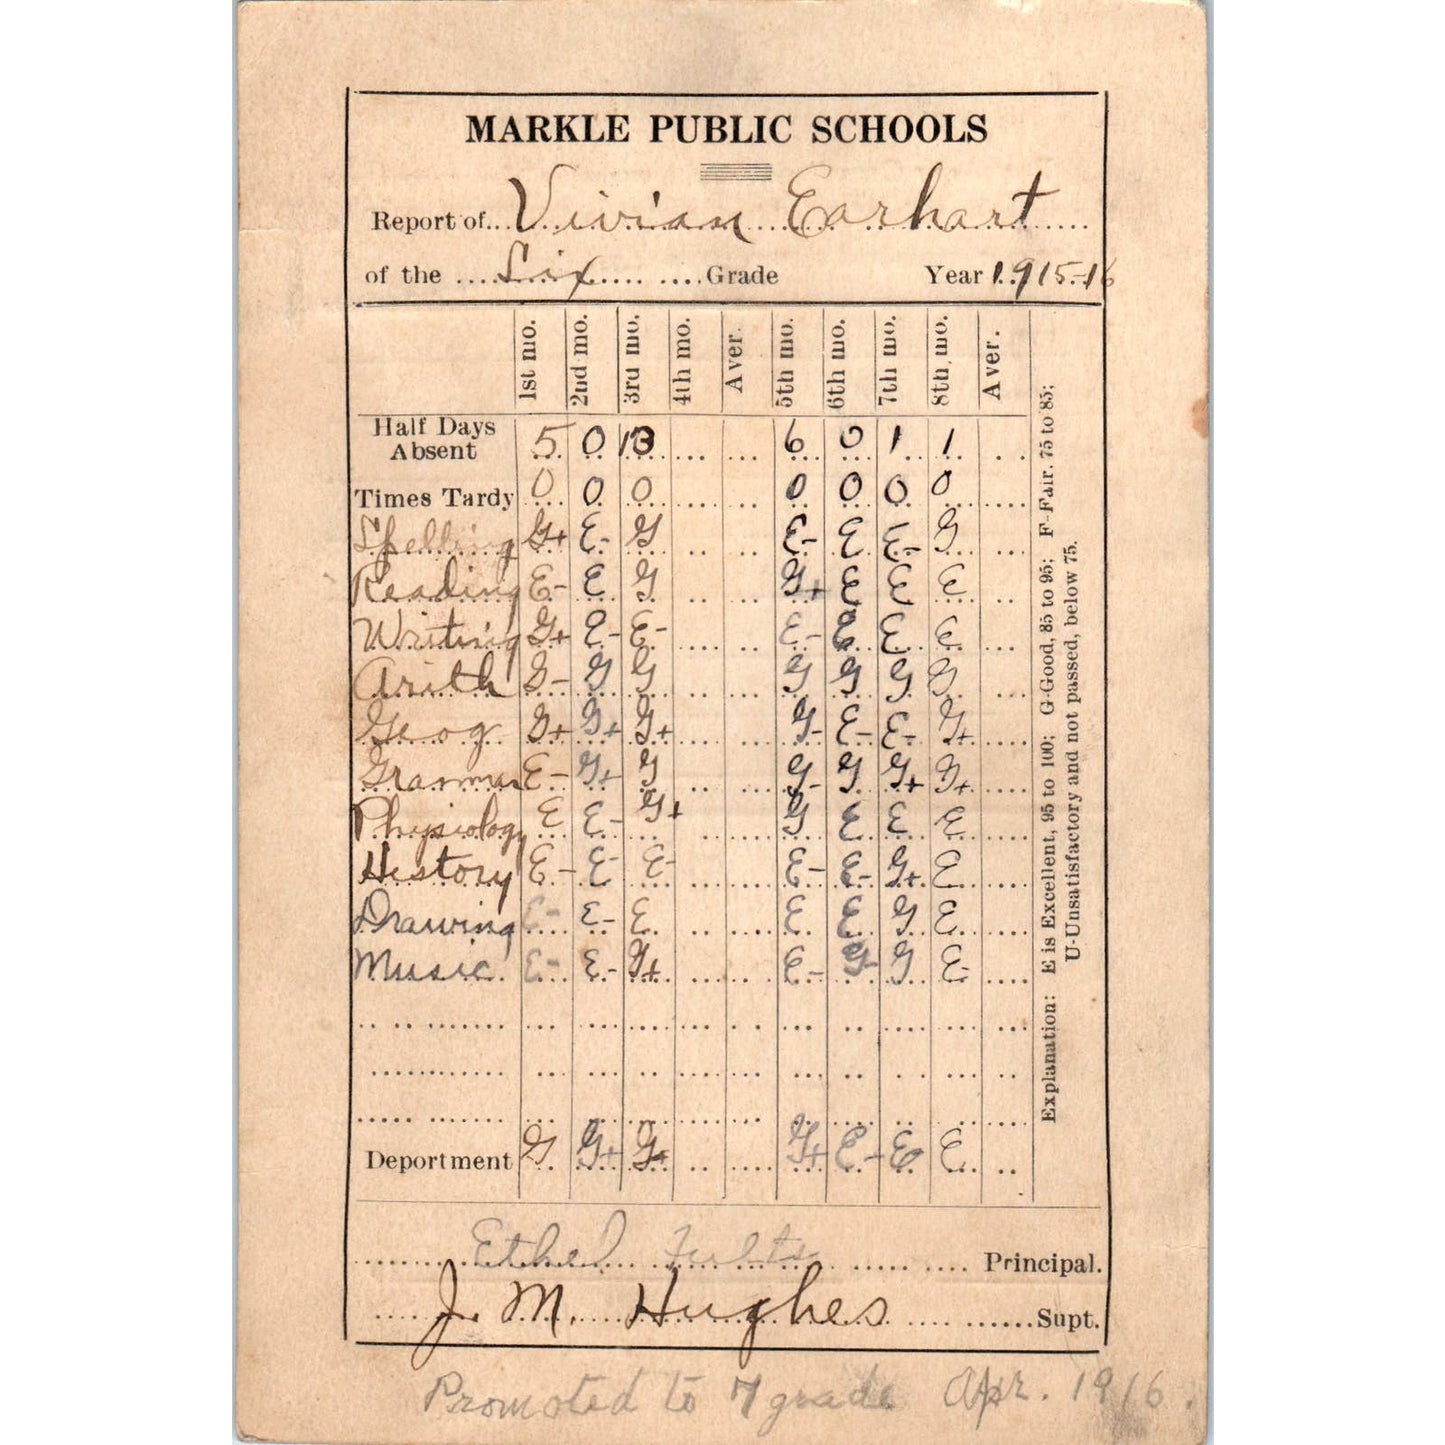 MARKLE PUBLIC SCHOOLS
Report of Vivian Earhart
of the Six Grade Year 1915-16
1st mo. 2nd mo. 3rd mo. 4th mo. Aver. 5th mo. 6th mo. 7th mo. 8th mo. Aver.
Half Days Absent 5 0 13 6 0 1 1
Times Tardy 0 0 0 0 0 0 0
Spelling G+ E- G E- E E- G
Reading E- E G G+ E E E
Writing G+ E- E- E- E E E
Arith G- G G G G G G
Geog G+ G+ G+ G- E- E- G+
Grammar E- G+ G G- G G+ G+
Physiology E E- G+ G E E E
History E- E- E- E- E- G+ E
Drawing E- E- E E E G E
Music E- E- G+ E- G- G E-
Deportment G G+ G+ G+ E- E E
Explanation: E is Excellent, 95 to 100; G-Good, 85 to 95; F-Fair. 75 to 85;
U-Unsatisfactory and not passed, below 75.
Ethel Fults Principal.
J. M. Hughes Supt.
Promoted to 7 grade Apr. 1916.